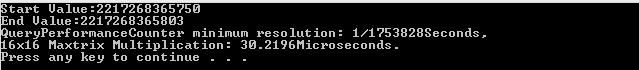 Start Value:2217268365750
End Value:2217268365803
QueryPerformanceCounter minimum resolution: 1/1753828Seconds,
16x16 Maxtrix Multiplication: 30.2196Microseconds.
Press any key to continue . . .